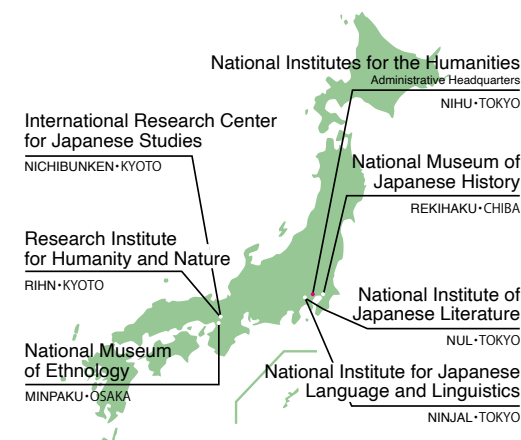 National Institutes for the Humanities
Administrative Headquarters
NIHU・TOKYO
International Research Center
for Japanese Studies
NICHIBUNKEN・KYOTO
National Museum of
Japanese History
REKIHAKU・CHIBA
Research Institute
for Humanity and Nature
RIHN・KYOTO
National Institute of
Japanese Literature
NIJL・TOKYO
National Museum
of Ethnology
MINPAKU・OSAKA
National Institute for Japanese
Language and Linguistics
NINJAL・TOKYO